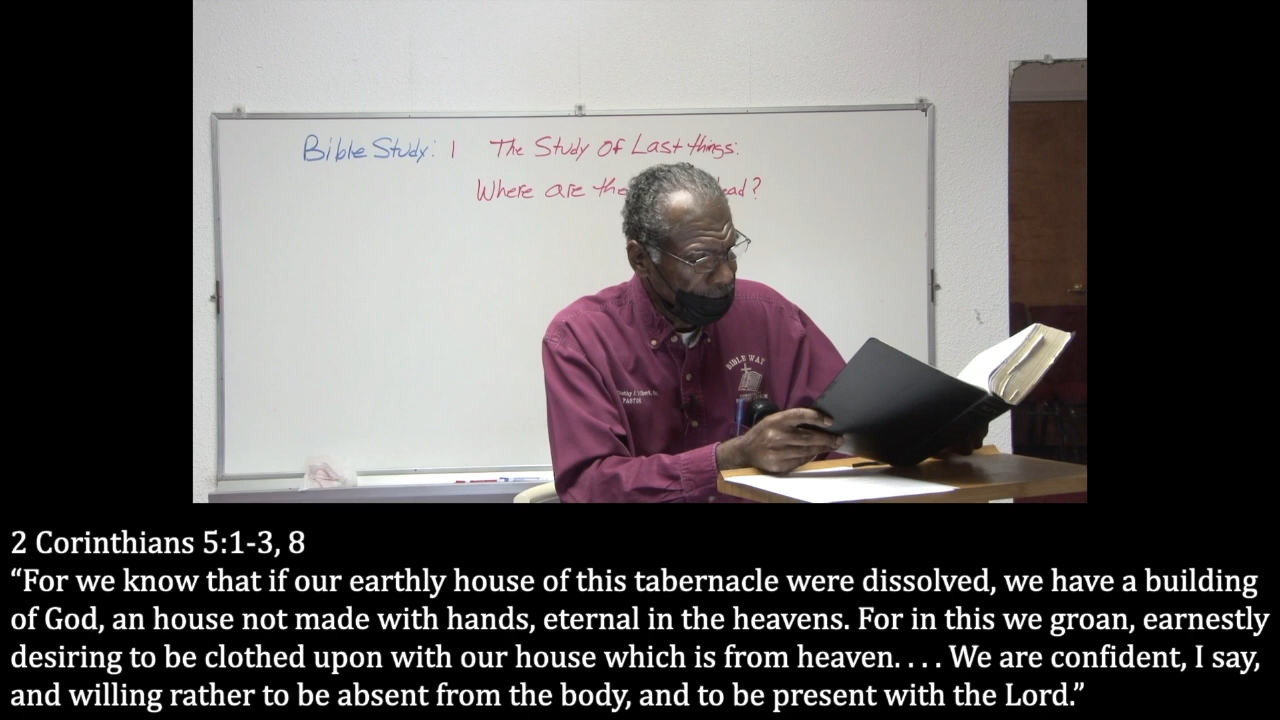 Bible Study: 1 The Study Of Last things:
Where are the ead?
BIBLE WAY
PASTOR
2 Corinthians 5:1-3, 8
“For we know that if our earthly house of this tabernacle were dissolved, we have a building
of God, an house not made with hands, eternal in the heavens. For in this we groan, earnestly
desiring to be clothed upon with our house which is from heaven. . . . We are confident, I say,
and willing rather to be absent from the body, and to be present with the Lord.”